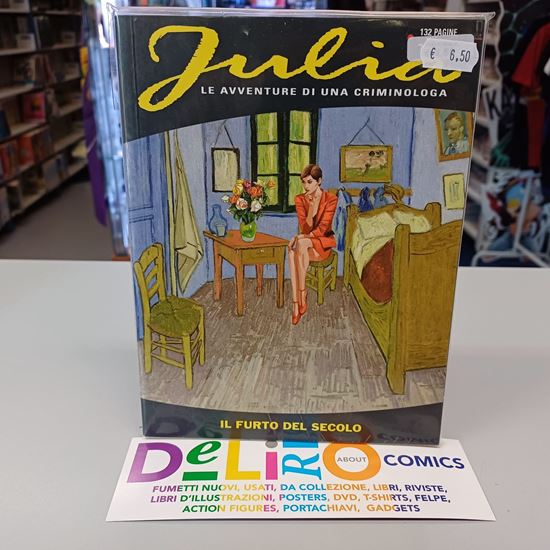 Julia
132 PAGINE
€ 6,50
LE AVVENTURE DI UNA CRIMINOLOGA
IL FURTO DEL SECOLO
DeLiRiO
ABOUT
COMICS
FUMETTI NUOVI, USATI, DA COLLEZIONE, LIBRI, RIVISTE,
LIBRI D'ILLUSTRAZIONI, POSTERS, DVD, T-SHIRTS, FELPE,
ACTION FIGURES, PORTACHIAVI, GADGETS